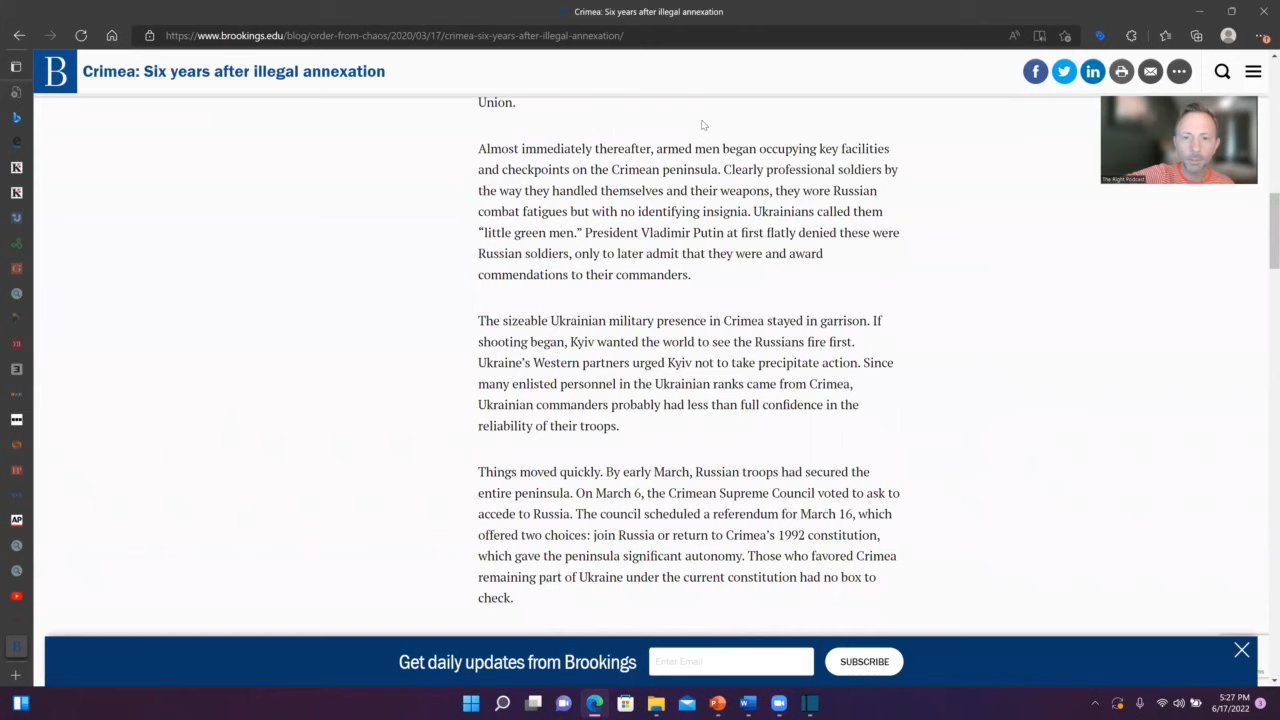 Crimea: Six years after illegal annexation
https://www.brookings.edu/blog/order-from-chaos/2020/03/17/crimea-six-years-after-illegal-annexation/
B Crimea: Six years after illegal annexation
Union.
Almost immediately thereafter, armed men began occupying key facilities
and checkpoints on the Crimean peninsula. Clearly professional soldiers by
the way they handled themselves and their weapons, they wore Russian
combat fatigues but with no identifying insignia. Ukrainians called them
“little green men.” President Vladimir Putin at first flatly denied these were
Russian soldiers, only to later admit that they were and award
commendations to their commanders.
The Right Podcast
The sizeable Ukrainian military presence in Crimea stayed in garrison. If
shooting began, Kyiv wanted the world to see the Russians fire first.
Ukraine’s Western partners urged Kyiv not to take precipitate action. Since
many enlisted personnel in the Ukrainian ranks came from Crimea,
Ukrainian commanders probably had less than full confidence in the
reliability of their troops.
Things moved quickly. By early March, Russian troops had secured the
entire peninsula. On March 6, the Crimean Supreme Council voted to ask to
accede to Russia. The council scheduled a referendum for March 16, which
offered two choices: join Russia or return to Crimea’s 1992 constitution,
which gave the peninsula significant autonomy. Those who favored Crimea
remaining part of Ukraine under the current constitution had no box to
check.
AP
Get daily updates from Brookings
Enter Email
SUBSCRIBE
5:27 PM
6/17/2022